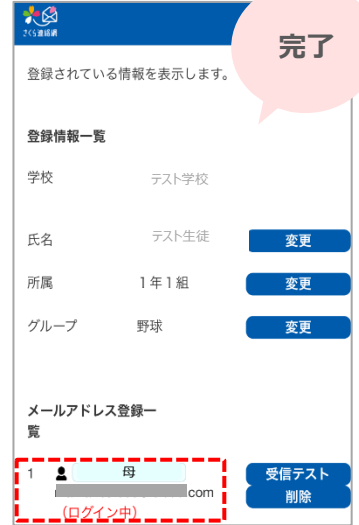 さくら連絡網
完了
登録されている情報を表示します。
登録情報一覧
学校 テスト学校
氏名 テスト生徒 変更
所属 1年1組 変更
グループ 野球 変更
メールアドレス登録一
覧
1 母 受信テスト
com 削除
(ログイン中)